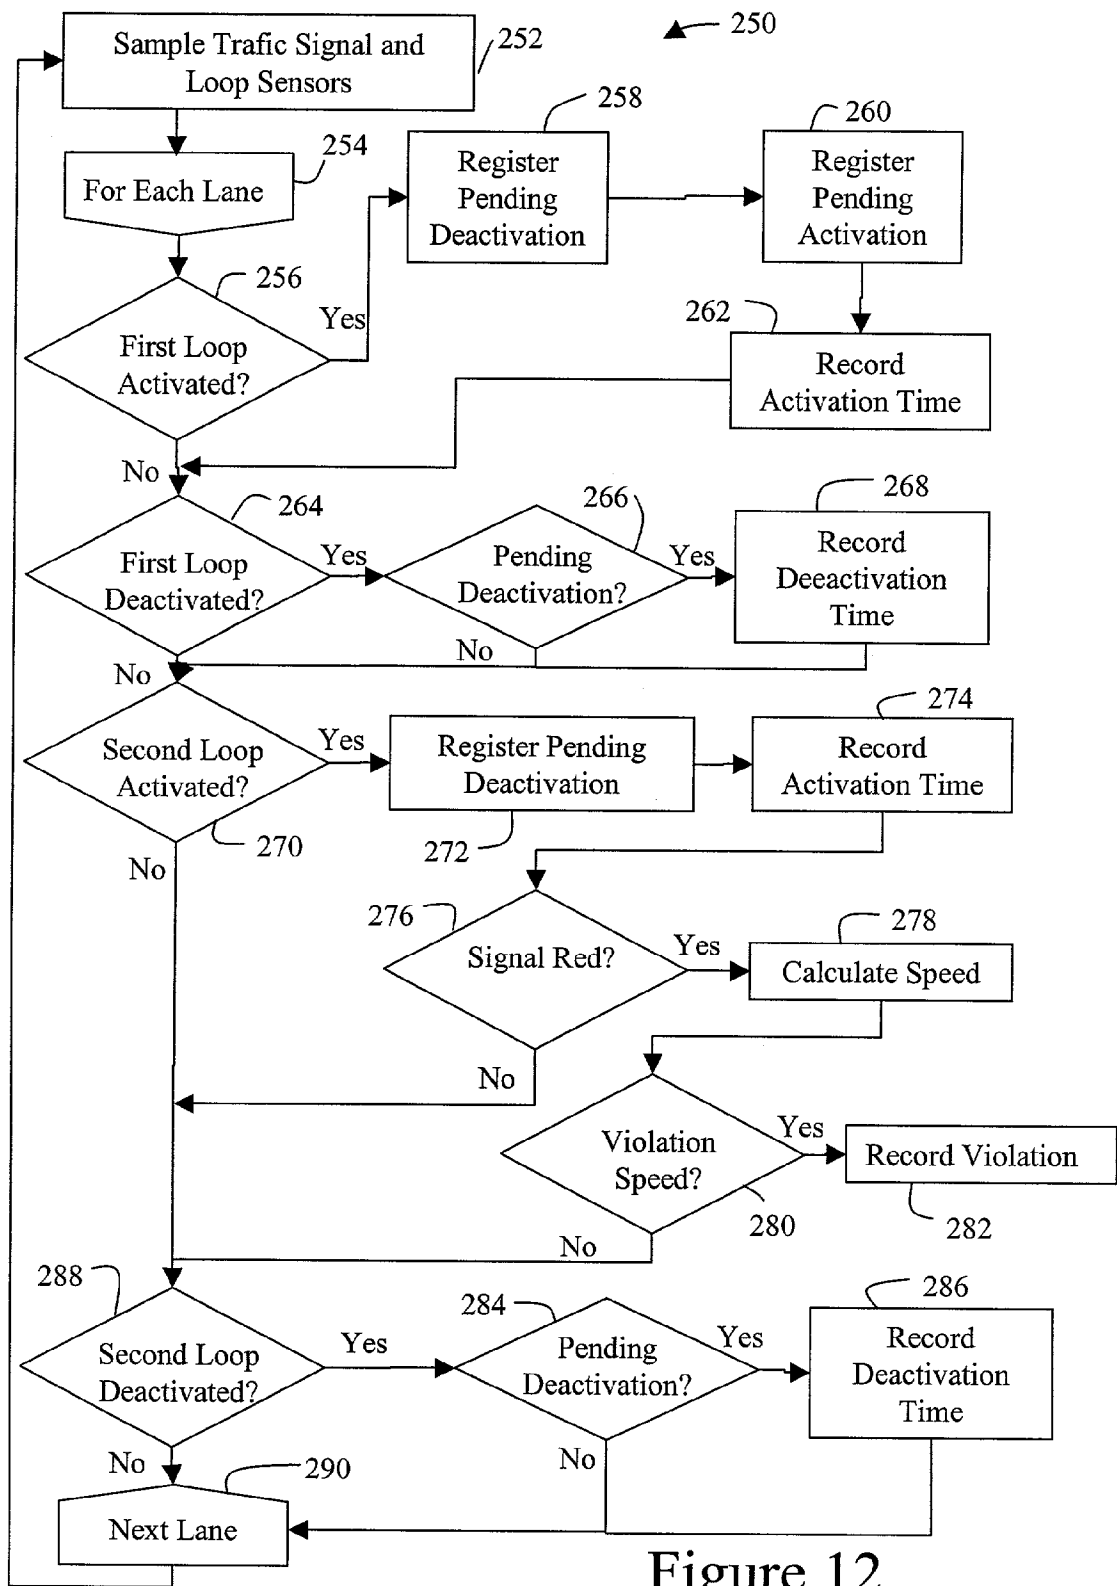 250
Sample Trafic Signal and
Loop Sensors
252
For Each Lane
254
258
Register
Pending
Deactivation
260
Register
Pending
Activation
256
First Loop
Activated?
Yes
262
Record
Activation Time
No
264
First Loop
Deactivated?
Yes
266
Pending
Deactivation?
Yes
268
Record
Deeactivation
Time
No
No
Second Loop
Activated?
270
Yes
Register Pending
Deactivation
272
274
Record
Activation Time
No
276
Signal Red?
Yes
278
Calculate Speed
No
Violation
Speed?
280
Yes
Record Violation
282
No
288
Second Loop
Deactivated?
Yes
284
Pending
Deactivation?
Yes
286
Record
Deactivation
Time
No
No
290
Next Lane
Figure 12